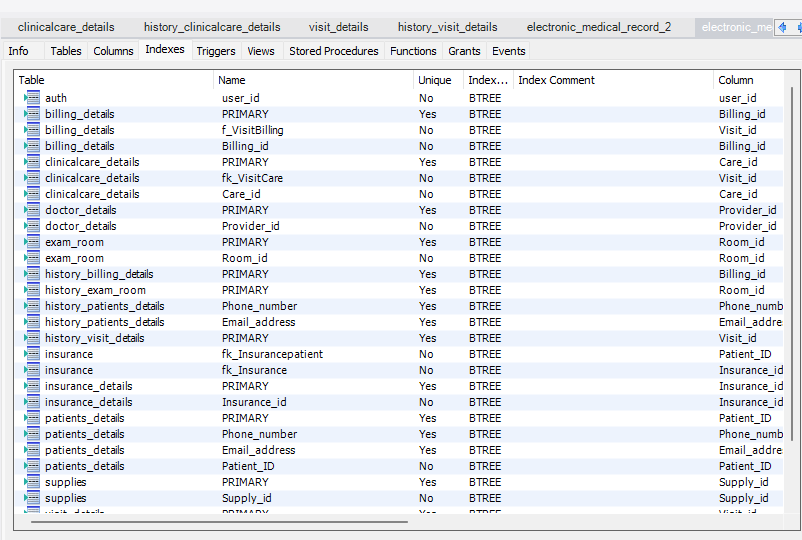 clinicalcare_details history_clinicalcare_details visit_details history_visit_details electronic_medical_record_2 electronic_me
Info Tables Columns Indexes Triggers Views Stored Procedures Functions Grants Events
Table Name Unique Index... Index Comment Column
auth user_id No BTREE user_id
billing_details PRIMARY Yes BTREE Billing_id
billing_details f_VisitBilling No BTREE Visit_id
billing_details Billing_id No BTREE Billing_id
clinicalcare_details PRIMARY Yes BTREE Care_id
clinicalcare_details fk_VisitCare No BTREE Visit_id
clinicalcare_details Care_id No BTREE Care_id
doctor_details PRIMARY Yes BTREE Provider_id
doctor_details Provider_id No BTREE Provider_id
exam_room PRIMARY Yes BTREE Room_id
exam_room Room_id No BTREE Room_id
history_billing_details PRIMARY Yes BTREE Billing_id
history_exam_room PRIMARY Yes BTREE Room_id
history_patients_details Phone_number Yes BTREE Phone_numb
history_patients_details Email_address Yes BTREE Email_addre
history_visit_details PRIMARY Yes BTREE Visit_id
insurance fk_Insurancepatient No BTREE Patient_ID
insurance fk_Insurance No BTREE Insurance_id
insurance_details PRIMARY Yes BTREE Insurance_id
insurance_details Insurance_id No BTREE Insurance_id
patients_details PRIMARY Yes BTREE Patient_ID
patients_details Phone_number Yes BTREE Phone_numb
patients_details Email_address Yes BTREE Email_addre
patients_details Patient_ID No BTREE Patient_ID
supplies PRIMARY Yes BTREE Supply_id
supplies Supply_id No BTREE Supply_id
visit_details PRIMARY Yes BTREE Visit_id